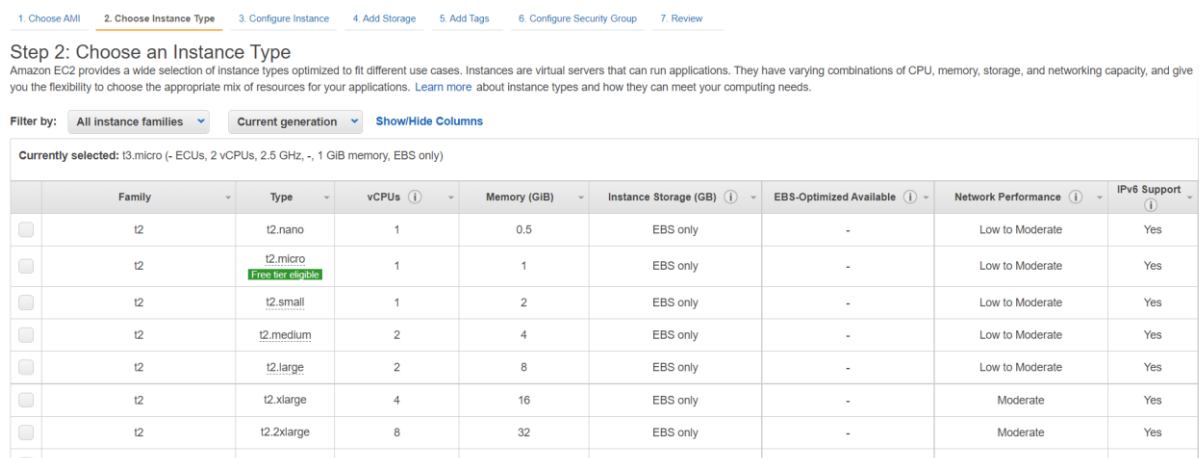 1. Choose AMI 2. Choose Instance Type 3. Configure Instance 4. Add Storage 5. Add Tags 6. Configure Security Group 7. Review
Step 2: Choose an Instance Type
Amazon EC2 provides a wide selection of instance types optimized to fit different use cases. Instances are virtual servers that can run applications. They have varying combinations of CPU, memory, storage, and networking capacity, and give
you the flexibility to choose the appropriate mix of resources for your applications. Learn more about instance types and how they can meet your computing needs.
Filter by: All instance families Current generation Show/Hide Columns
Currently selected: t3.micro (- ECUs, 2 vCPUs, 2.5 GHz, -, 1 GiB memory, EBS only)
Family Type vCPUs Memory (GiB) Instance Storage (GB) EBS-Optimized Available Network Performance IPv6 Support
t2 t2.nano 1 0.5 EBS only - Low to Moderate Yes
t2 t2.micro 1 1 EBS only - Low to Moderate Yes
Free tier eligible
t2 t2.small 1 2 EBS only - Low to Moderate Yes
t2 t2.medium 2 4 EBS only - Low to Moderate Yes
t2 t2.large 2 8 EBS only - Low to Moderate Yes
t2 t2.xlarge 4 16 EBS only - Moderate Yes
t2 t2.2xlarge 8 32 EBS only - Moderate Yes